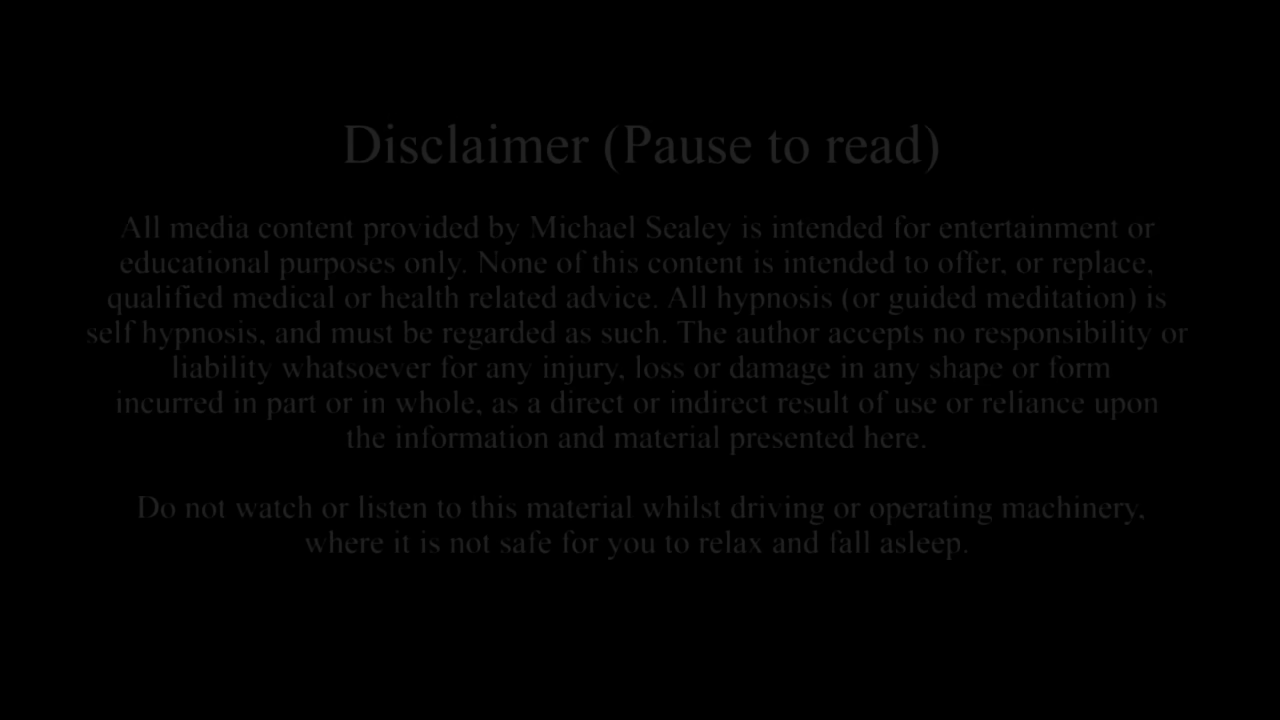 Disclaimer (Pause to read)
All media content provided by Michael Sealey is intended for entertainment or
educational purposes only. None of this content is intended to offer, or replace,
qualified medical or health related advice. All hypnosis (or guided meditation) is
self hypnosis, and must be regarded as such. The author accepts no responsibility or
liability whatsoever for any injury, loss or damage in any shape or form
incurred in part or in whole, as a direct or indirect result of use or reliance upon
the information and material presented here.
Do not watch or listen to this material whilst driving or operating machinery,
where it is not safe for you to relax and fall asleep.